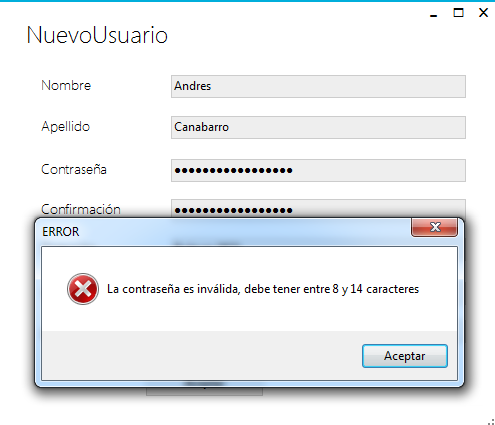 NuevoUsuario
Nombre
Andres
Apellido
Canabarro
Contraseña
●●●●●●●●●●●●●●●●●
Confirmación
●●●●●●●●●●●●●●●●●
ERROR
La contraseña es inválida, debe tener entre 8 y 14 caracteres
Aceptar